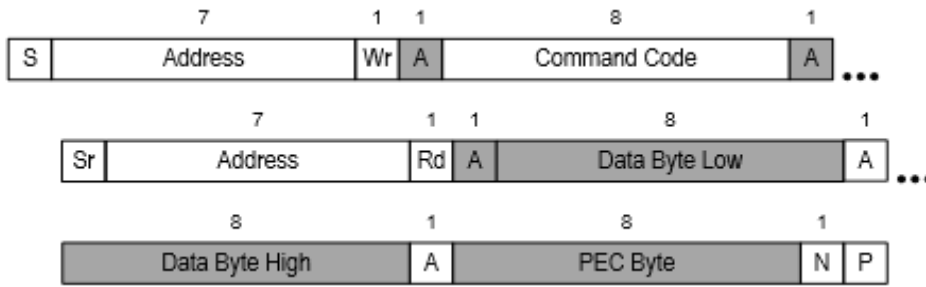 7 1 1 8 1
S Address Wr A Command Code A •••
7 1 1 8 1
Sr Address Rd A Data Byte Low A •••
8 1 8 1
Data Byte High A PEC Byte N P